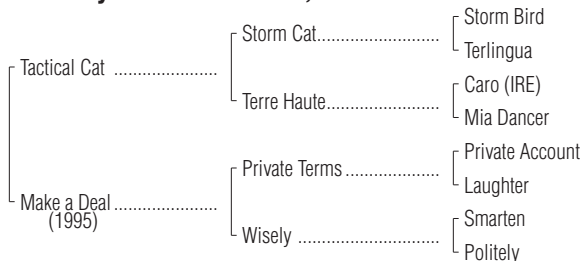 Storm Bird
Storm Cat
Terlingua
Tactical Cat
Caro (IRE)
Terre Haute
Mia Dancer
Private Account
Private Terms
Laughter
Make a Deal
(1995)
Smarten
Wisely
Politely